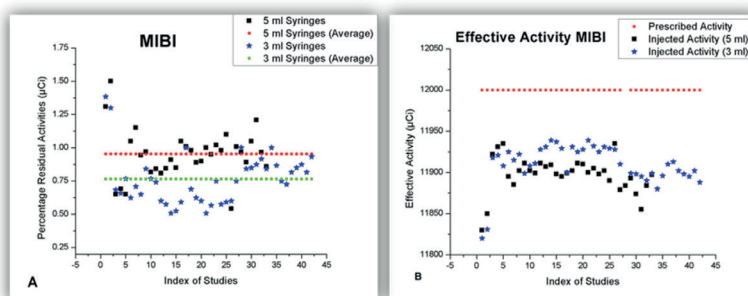 MIBI
5 ml Syringes
5 ml Syringes (Average)
3 ml Syringes
3 ml Syringes (Average)
Percentage Residual Activities (µCi)
1.75
1.50
1.25
1.00
0.75
0.50
0.25
-5 0 5 10 15 20 25 30 35 40 45
Index of Studies
A
Effective Activity MIBI
Prescribed Activity
Injected Activity (5 ml)
Injected Activity (3 ml)
Effective Activity (µCi)
12050
12000
11950
11900
11850
11800
-5 0 5 10 15 20 25 30 35 40 45
Index of Studies
B